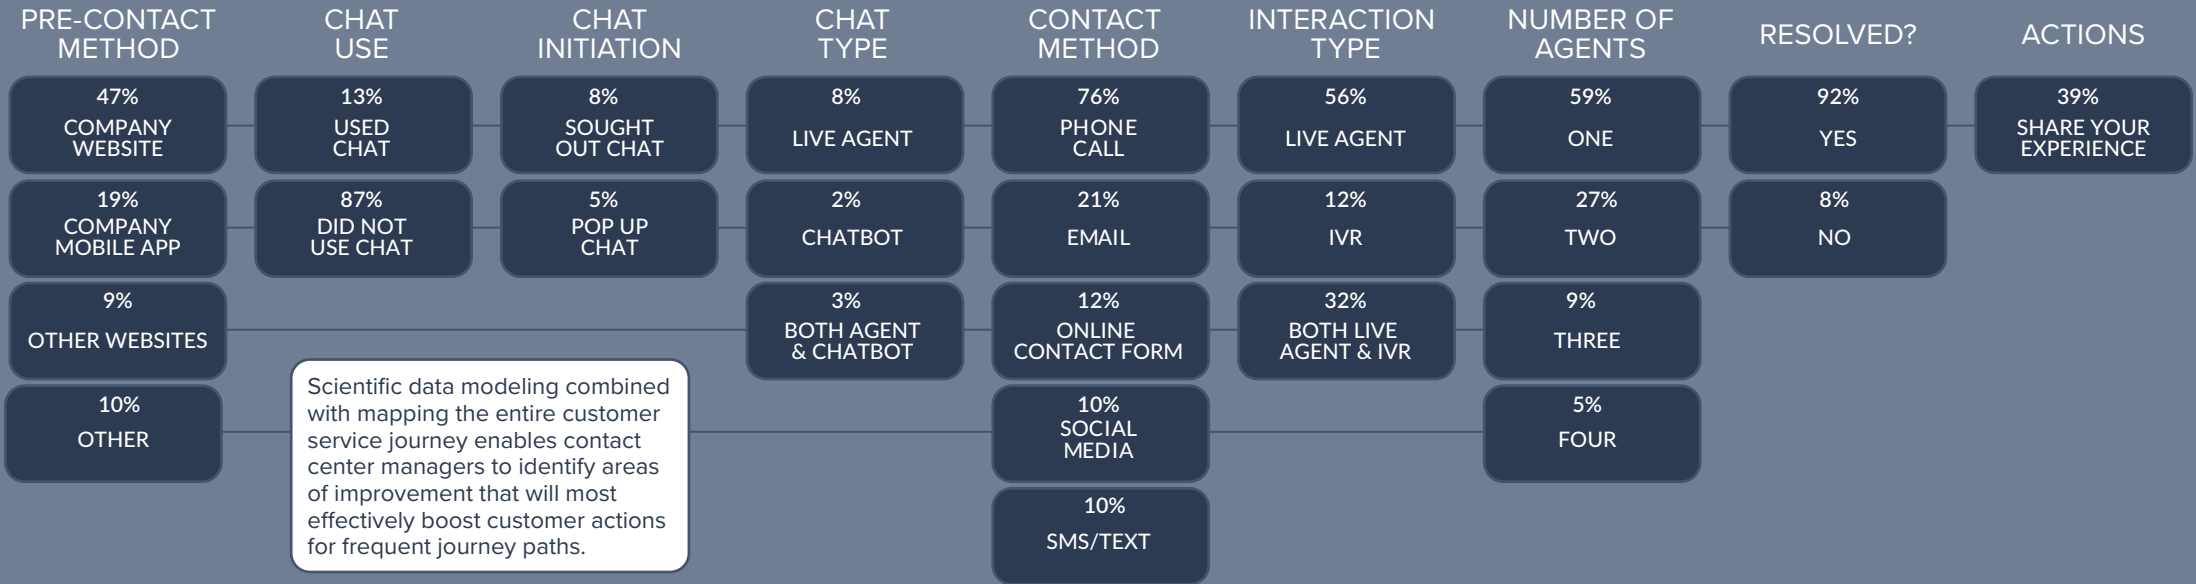 PRE-CONTACT
METHOD
CHAT
USE
CHAT
INITIATION
CHAT
TYPE
CONTACT
METHOD
INTERACTION
TYPE
NUMBER OF
AGENTS
RESOLVED?
ACTIONS
47%
COMPANY
WEBSITE
13%
USED
CHAT
8%
SOUGHT
OUT CHAT
8%
LIVE AGENT
76%
PHONE
CALL
56%
LIVE AGENT
59%
ONE
92%
YES
39%
SHARE YOUR
EXPERIENCE
19%
COMPANY
MOBILE APP
87%
DID NOT
USE CHAT
5%
POP UP
CHAT
2%
CHATBOT
21%
EMAIL
12%
IVR
27%
TWO
8%
NO
9%
OTHER WEBSITES
3%
BOTH AGENT
& CHATBOT
12%
ONLINE
CONTACT FORM
32%
BOTH LIVE
AGENT & IVR
9%
THREE
10%
OTHER
Scientific data modeling combined
with mapping the entire customer
service journey enables contact
center managers to identify areas
of improvement that will most
effectively boost customer actions
for frequent journey paths.
10%
SOCIAL
MEDIA
5%
FOUR
10%
SMS/TEXT